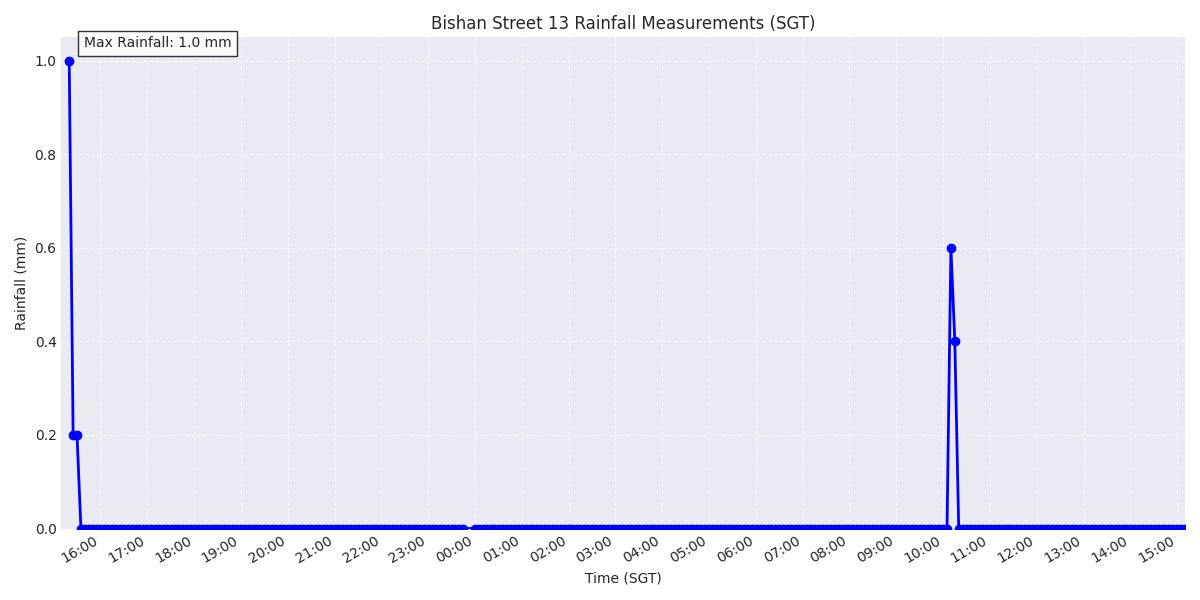 Bishan Street 13 Rainfall Measurements (SGT)
Max Rainfall: 1.0 mm
1.0
0.8
0.6
0.4
0.2
0.0
Rainfall (mm)
16:00 17:00 18:00 19:00 20:00 21:00 22:00 23:00 00:00 01:00 02:00 03:00 04:00 05:00 06:00 07:00 08:00 09:00 10:00 11:00 12:00 13:00 14:00 15:00
Time (SGT)